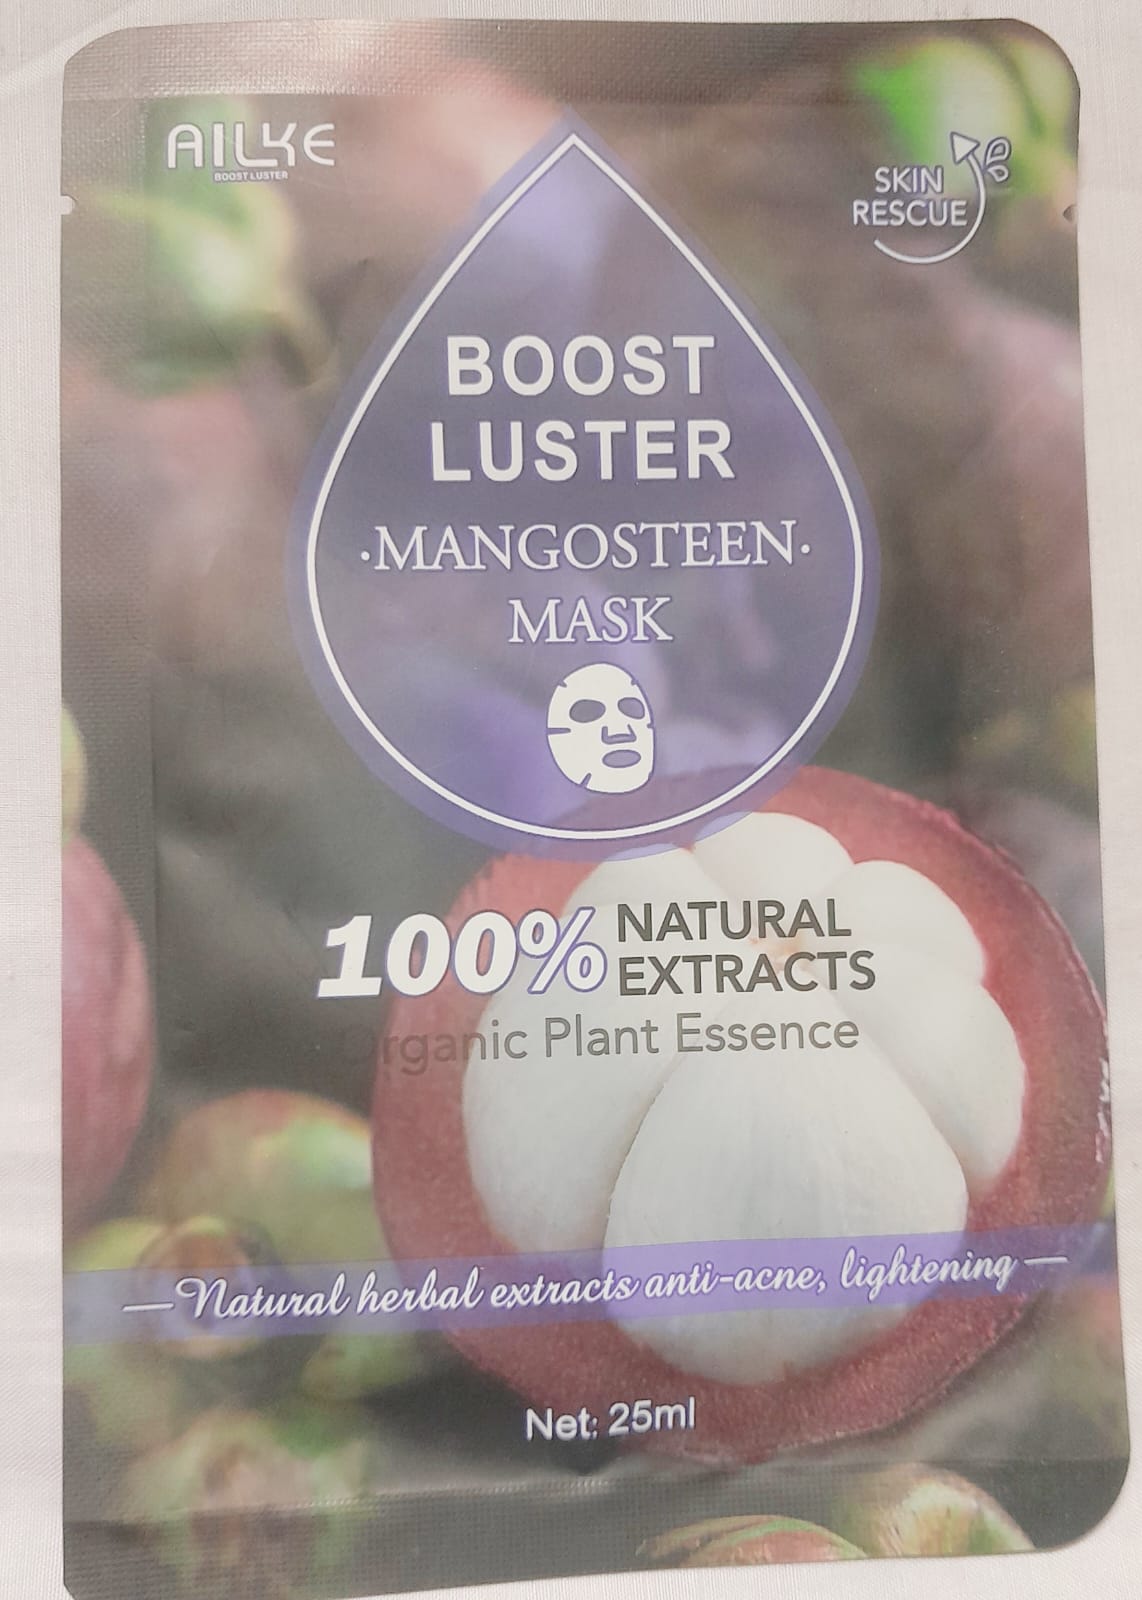 AILKE
BOOST LUSTER
SKIN
RESCUE
BOOST
LUSTER
·MANGOSTEEN·
MASK
100% NATURAL
EXTRACTS
Organic Plant Essence
—Natural herbal extracts anti-acne, lightening—
Net: 25ml